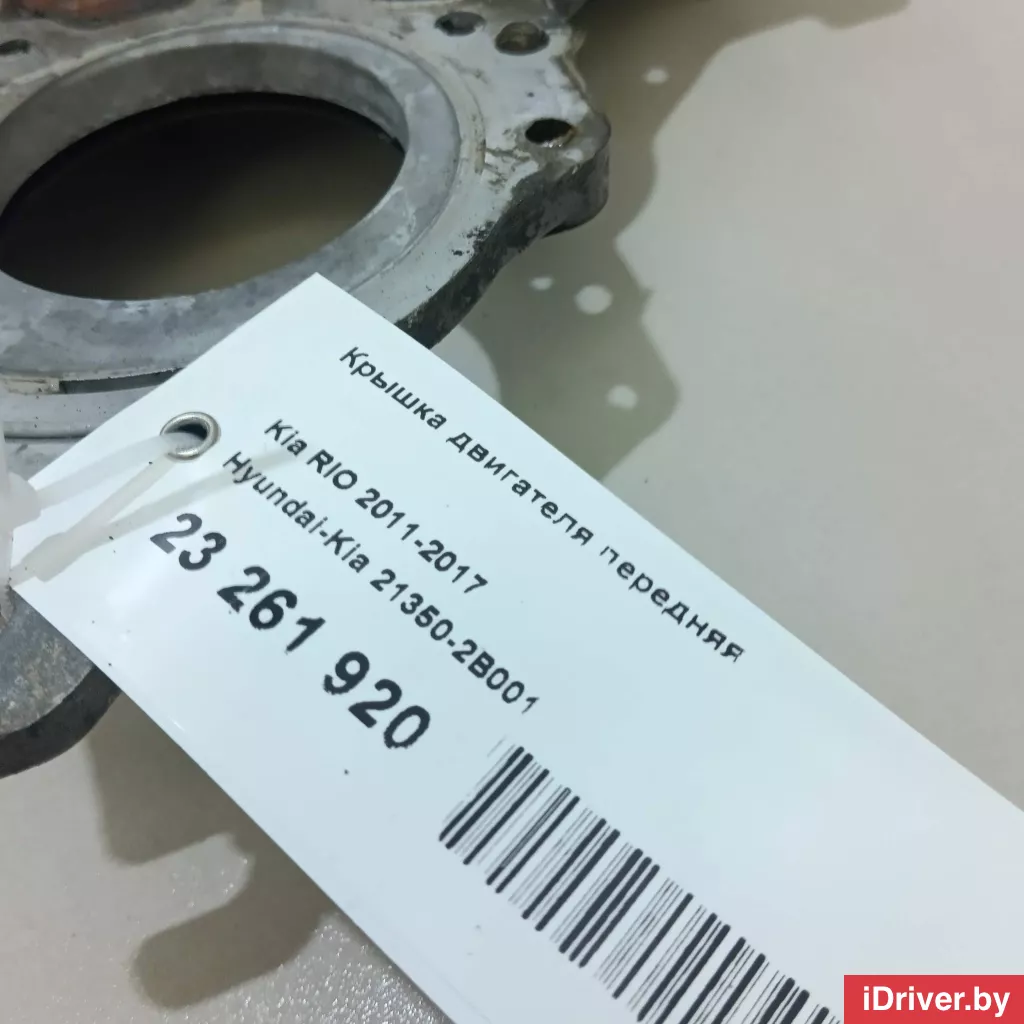 Крышка двигателя передняя
Kia RIO 2011-2017
Hyundai-Kia 21350-2B001
23 261 920
iDriver.by